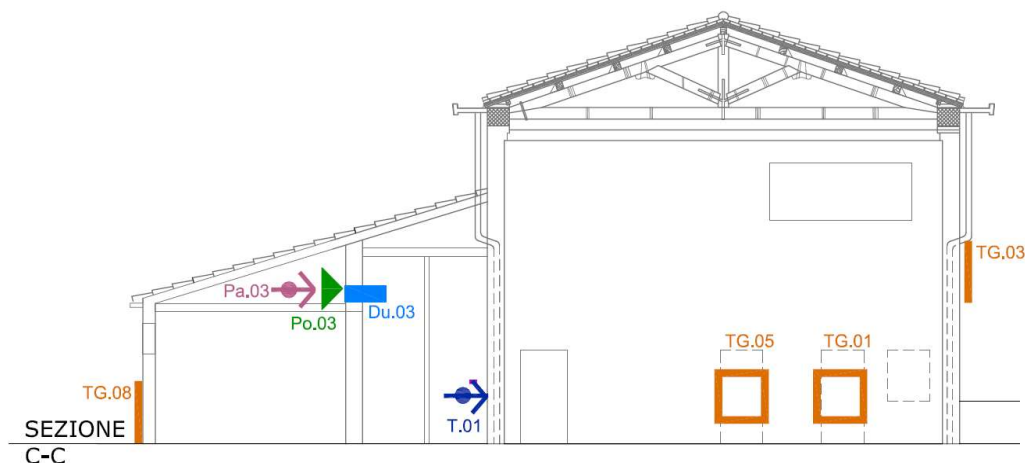 TG.03
Pa.03
Po.03
Du.03
TG.05
TG.01
TG.08
T.01
SEZIONE
C-C